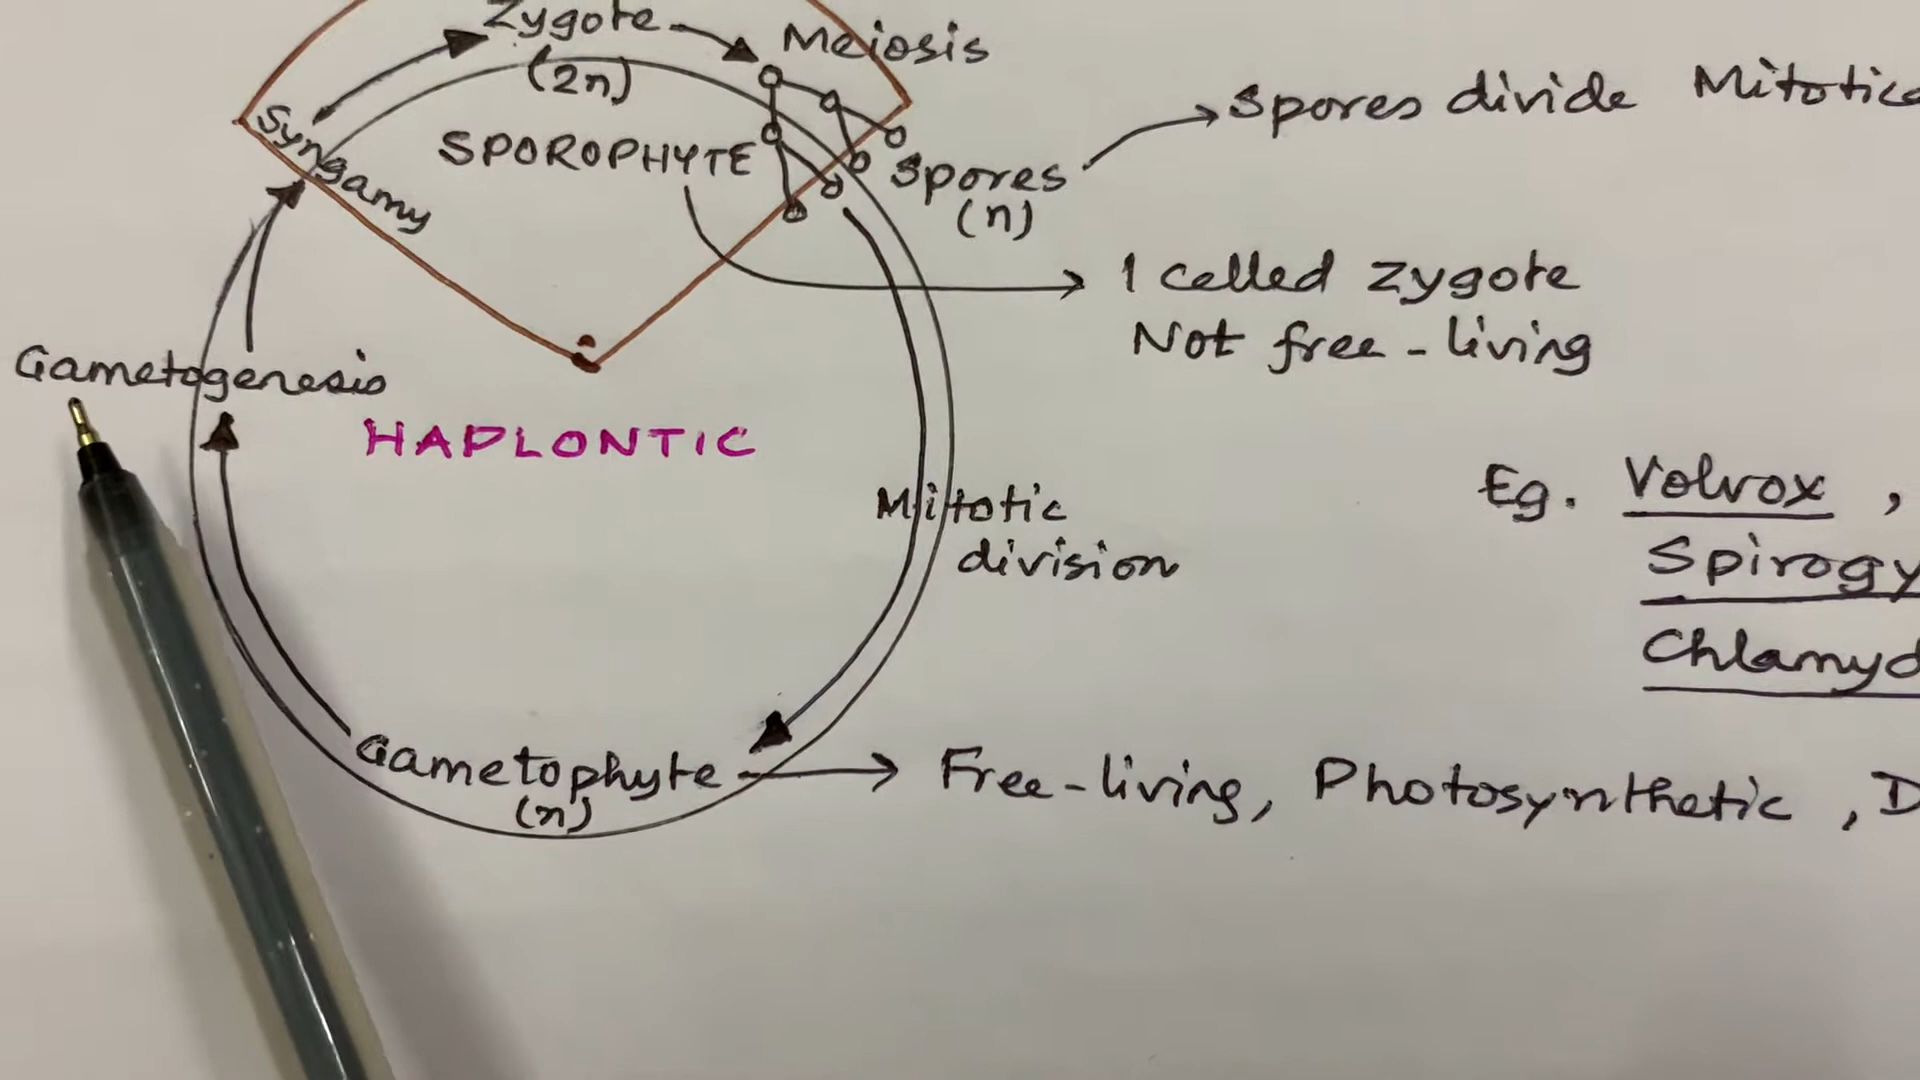 Zygote
(2n)
Meiosis
Spores divide
Syngamy
SPOROPHYTE
Spores
(n)
1 celled zygote
Not free-living
Gametogenesis
HAPLONTIC
Mitotic
division
Eg. Volvox,
Gametophyte
(n)
Free-living, Photosynthetic,